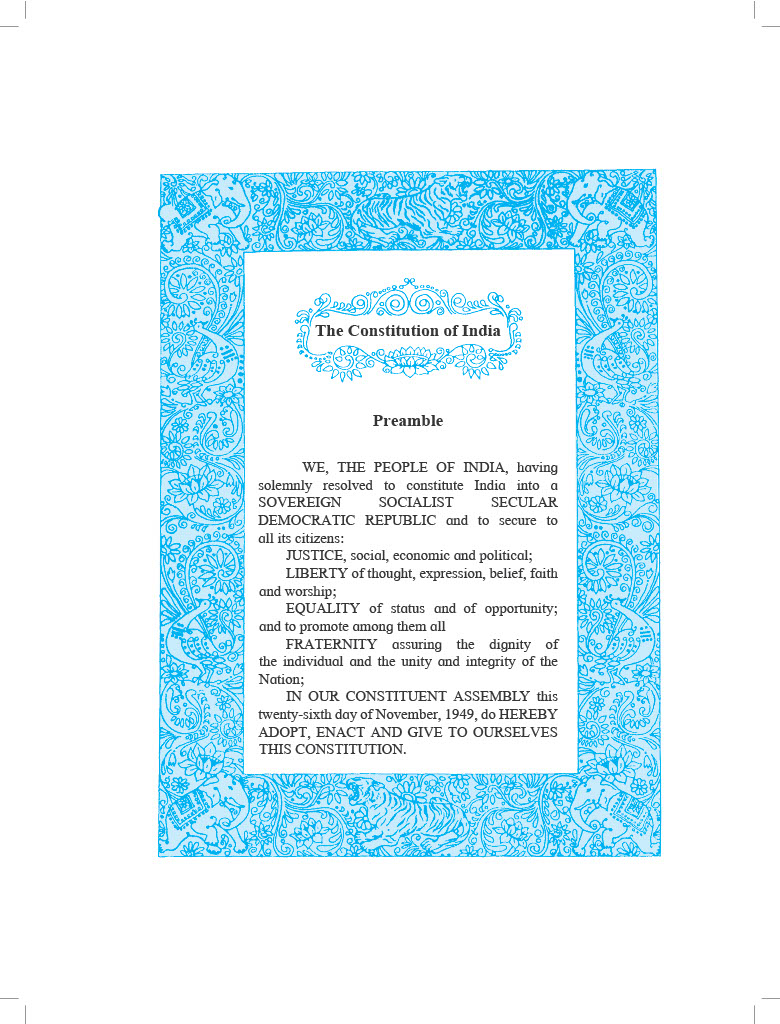 The Constitution of India
Preamble
WE, THE PEOPLE OF INDIA, having
solemnly resolved to constitute India into a
SOVEREIGN SOCIALIST SECULAR
DEMOCRATIC REPUBLIC and to secure to
all its citizens:
JUSTICE, social, economic and political;
LIBERTY of thought, expression, belief, faith
and worship;
EQUALITY of status and of opportunity;
and to promote among them all
FRATERNITY assuring the dignity of
the individual and the unity and integrity of the
Nation;
IN OUR CONSTITUENT ASSEMBLY this
twenty-sixth day of November, 1949, do HEREBY
ADOPT, ENACT AND GIVE TO OURSELVES
THIS CONSTITUTION.